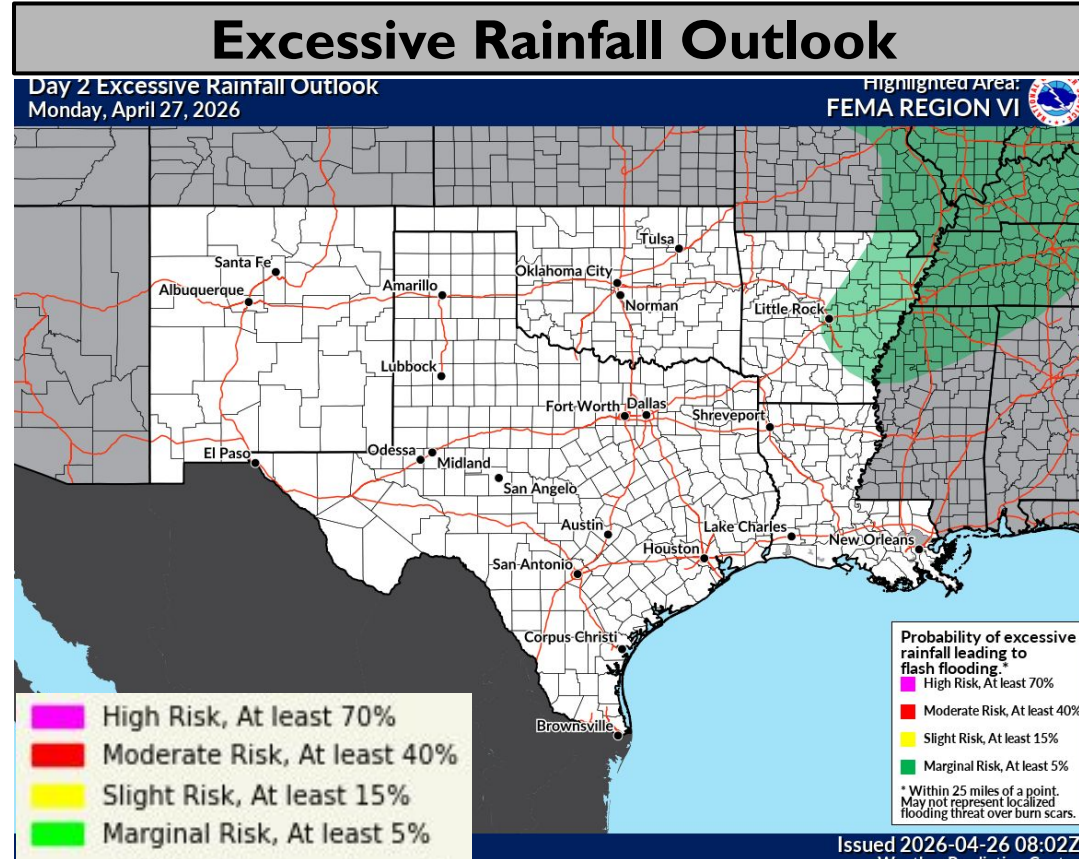 Excessive Rainfall Outlook
Day 2 Excessive Rainfall Outlook
Monday, April 27, 2026
Highlighted Area:
FEMA REGION VI
Santa Fe
Albuquerque
Amarillo
Tulsa
Oklahoma City
Norman
Little Rock
Lubbock
Fort Worth
Dallas
Shreveport
El Paso
Odessa
Midland
San Angelo
Austin
Lake Charles
Houston
New Orleans
San Antonio
Corpus Christi
Brownsville
Probability of excessive
rainfall leading to
flash flooding.*
High Risk, At least 70%
Moderate Risk, At least 40%
Slight Risk, At least 15%
Marginal Risk, At least 5%
* Within 25 miles of a point.
May not represent localized
flooding threat over burn scars.
High Risk, At least 70%
Moderate Risk, At least 40%
Slight Risk, At least 15%
Marginal Risk, At least 5%
Issued 2026-04-26 08:02Z
Weather Prediction Center